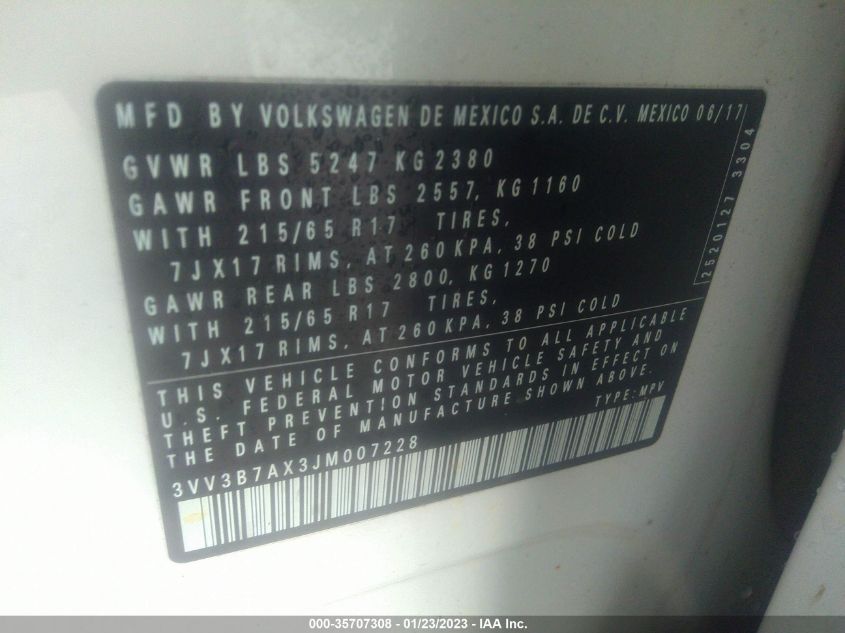 MFD BY VOLKSWAGEN DE MEXICO S.A. DE C.V. MEXICO 06/17
GVWR LBS 5247 KG 2380
GAWR FRONT LBS 2557, KG 1160
WITH 215/65 R17 TIRES,
7JX17 RIMS, AT 260 KPA, 38 PSI COLD
GAWR REAR LBS 2800, KG 1270
WITH 215/65 R17 TIRES,
7JX17 RIMS, AT 260 KPA, 38 PSI COLD
2520127 3304
THIS VEHICLE CONFORMS TO ALL APPLICABLE
U.S. FEDERAL MOTOR VEHICLE SAFETY AND
THEFT PREVENTION STANDARDS IN EFFECT ON
THE DATE OF MANUFACTURE SHOWN ABOVE.
TYPE: MPV
3VV3B7AX3JM007228
000-35707308 - 01/23/2023 - IAA Inc.